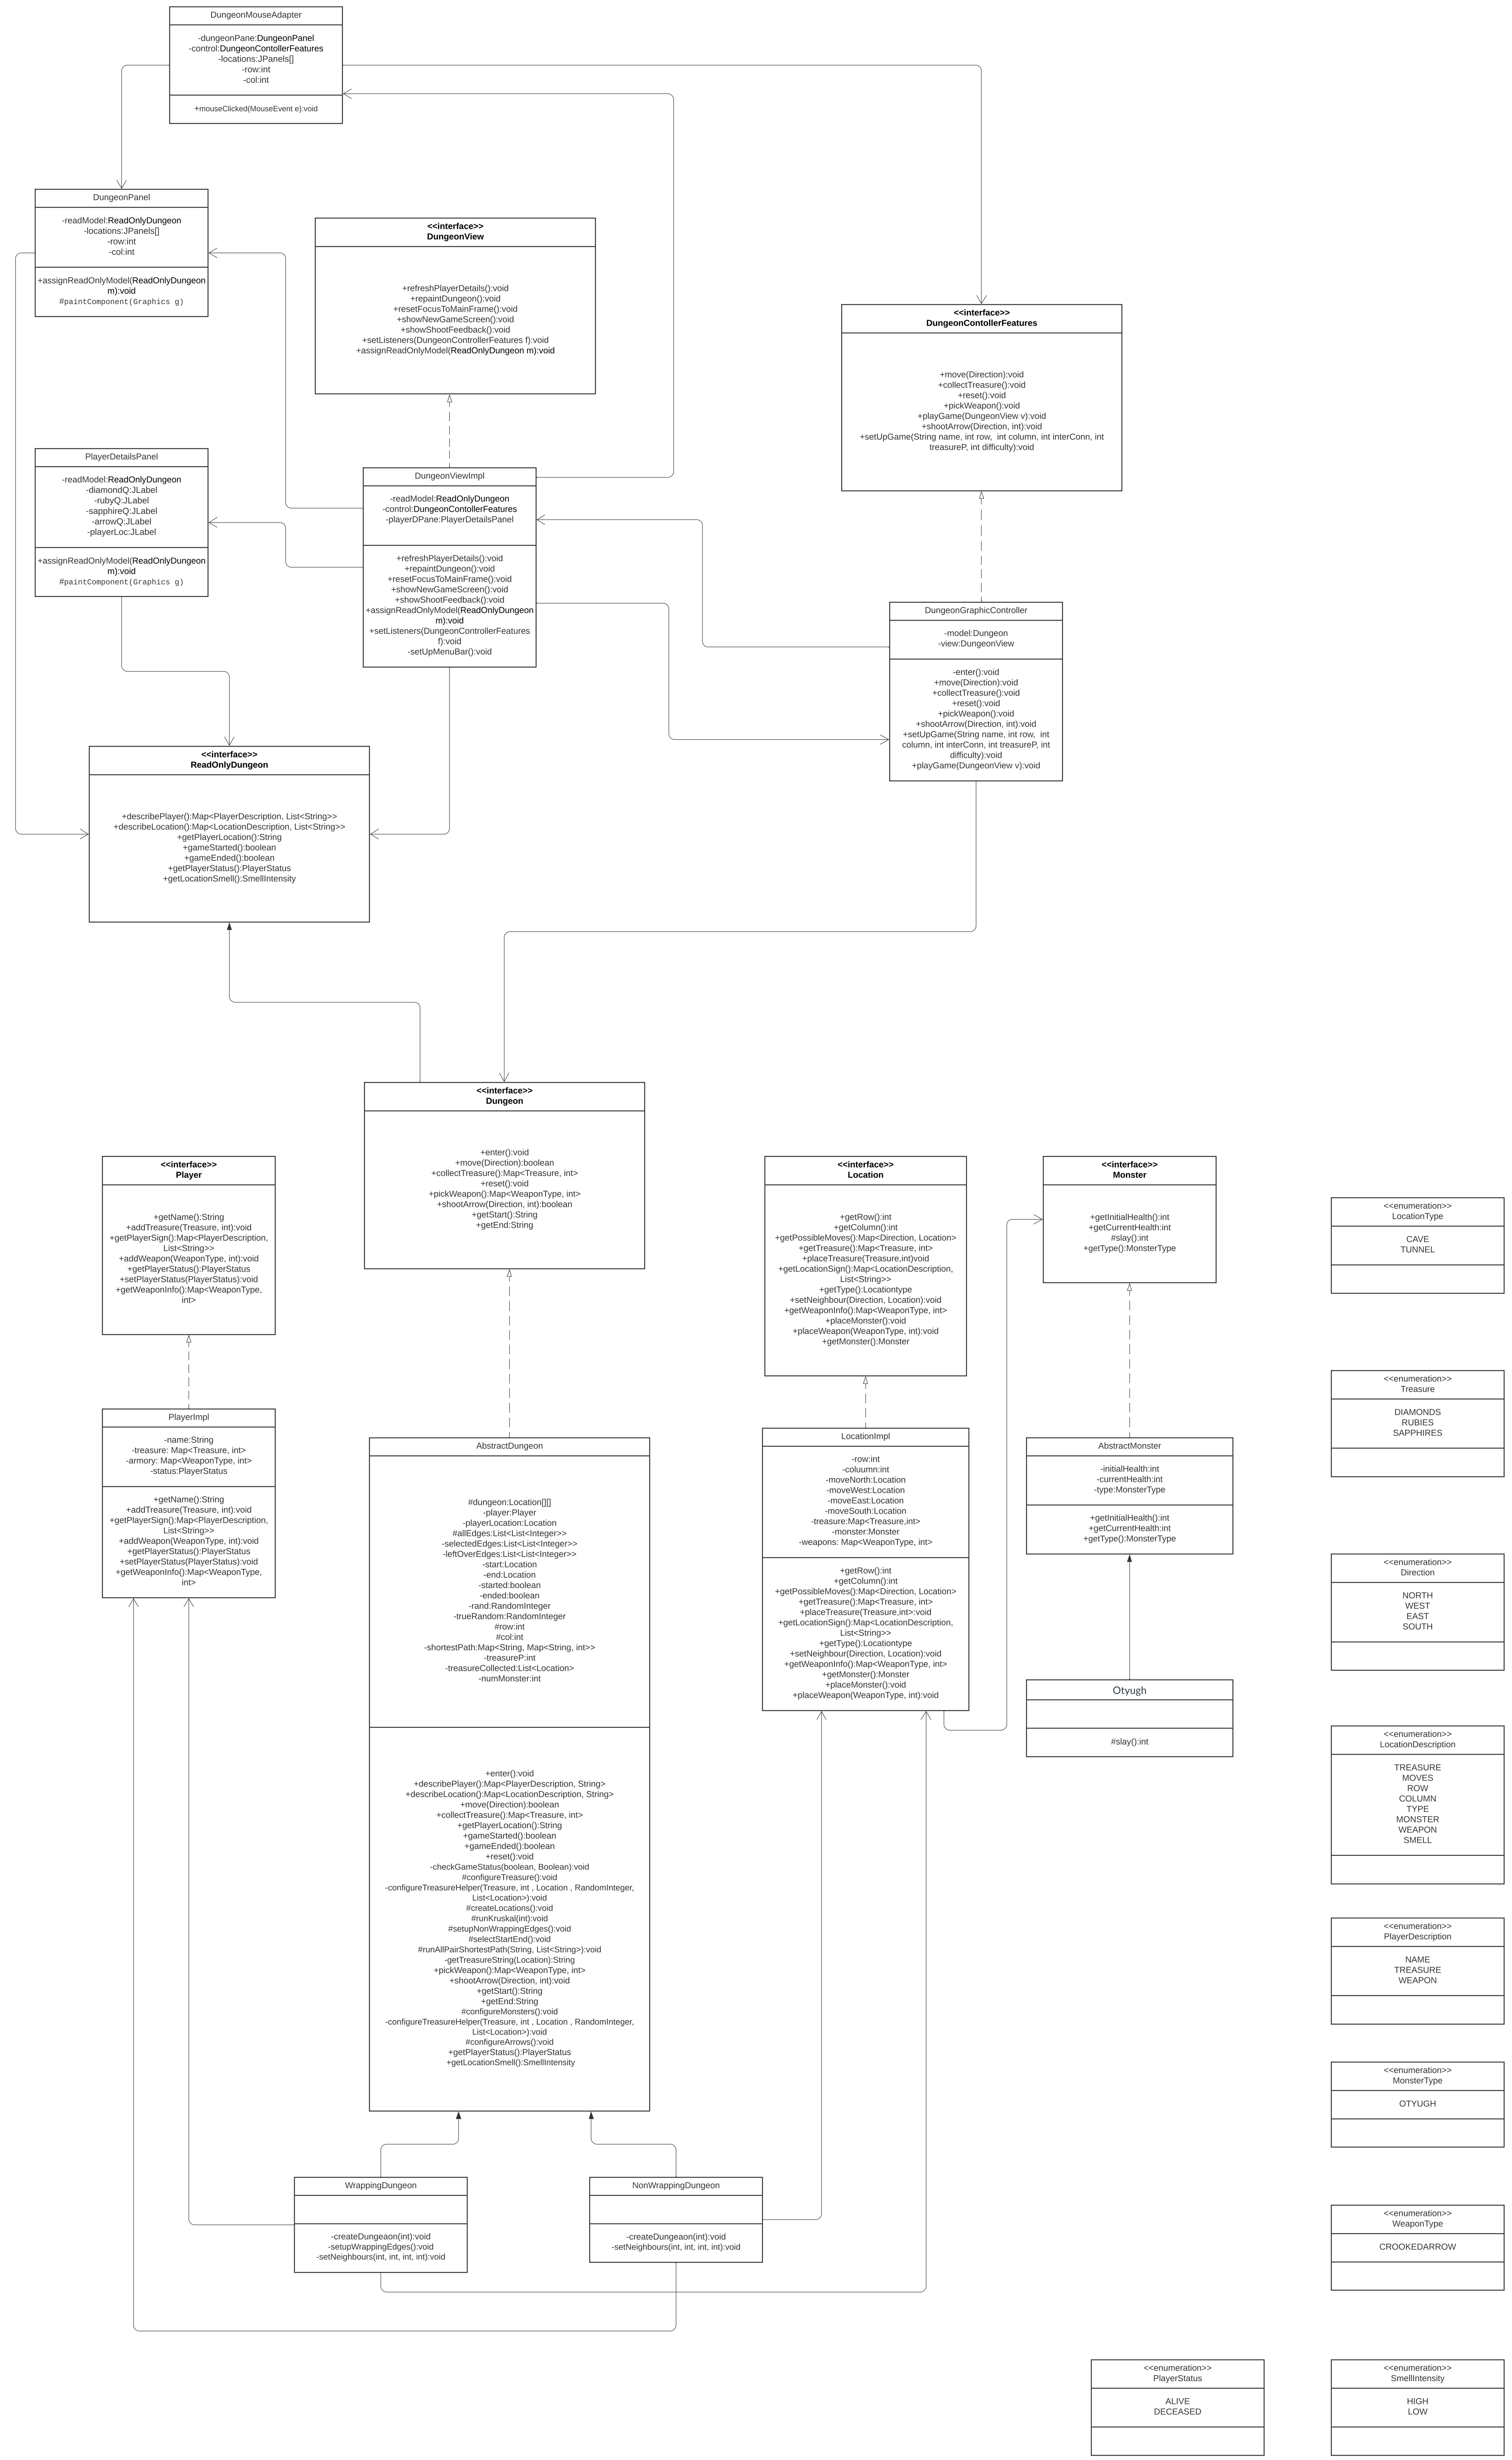 DungeonMouseAdapter
-dungeonPane:DungeonPanel
-control:DungeonContollerFeatures
-locations:JPanels[]
-row:int
-col:int
+mouseClicked(MouseEvent e):void
DungeonPanel
-readModel:ReadOnlyDungeon
-locations:JPanels[]
-row:int
-col:int
+assignReadOnlyModel(ReadOnlyDungeon
m):void
#paintComponent(Graphics g)
<<interface>>
DungeonView
+refreshPlayerDetails():void
+repaintDungeon():void
+resetFocusToMainFrame():void
+showNewGameScreen():void
+showShootFeedback():void
+setListeners(DungeonControllerFeatures f):void
+assignReadOnlyModel(ReadOnlyDungeon m):void
<<interface>>
DungeonContollerFeatures
+move(Direction):void
+collectTreasure():void
+reset():void
+pickWeapon():void
+playGame(DungeonView v):void
+shootArrow(Direction, int):void
+setUpGame(String name, int row,  int column, int interConn, int
treasureP, int difficulty):void
PlayerDetailsPanel
-readModel:ReadOnlyDungeon
-diamondQ:JLabel
-rubyQ:JLabel
-sapphireQ:JLabel
-arrowQ:JLabel
-playerLoc:JLabel
+assignReadOnlyModel(ReadOnlyDungeon
m):void
#paintComponent(Graphics g)
DungeonViewImpl
-readModel:ReadOnlyDungeon
-control:DungeonContollerFeatures
-playerDPane:PlayerDetailsPanel
+refreshPlayerDetails():void
+repaintDungeon():void
+resetFocusToMainFrame():void
+showNewGameScreen():void
+showShootFeedback():void
+assignReadOnlyModel(ReadOnlyDungeon
m):void
+setListeners(DungeonControllerFeatures
f):void
-setUpMenuBar():void
DungeonGraphicController
-model:Dungeon
-view:DungeonView
-enter():void
+move(Direction):void
+collectTreasure():void
+reset():void
+pickWeapon():void
+shootArrow(Direction, int):void
+setUpGame(String name, int row,  int
column, int interConn, int treasureP, int
difficulty):void
+playGame(DungeonView v):void
<<interface>>
ReadOnlyDungeon
+describePlayer():Map<PlayerDescription, List<String>>
+describeLocation():Map<LocationDescription, List<String>>
+getPlayerLocation():String
+gameStarted():boolean
+gameEnded():boolean
+getPlayerStatus():PlayerStatus
+getLocationSmell():SmellIntensity
<<interface>>
Dungeon
+enter():void
+move(Direction):boolean
+collectTreasure():Map<Treasure, int>
+reset():void
+pickWeapon():Map<WeaponType, int>
+shootArrow(Direction, int):boolean
+getStart():String
+getEnd:String
<<interface>>
Player
+getName():String
+addTreasure(Treasure, int):void
+getPlayerSign():Map<PlayerDescription,
List<String>>
+addWeapon(WeaponType, int):void
+getPlayerStatus():PlayerStatus
+setPlayerStatus(PlayerStatus):void
+getWeaponInfo():Map<WeaponType,
int>
<<interface>>
Location
+getRow():int
+getColumn():int
+getPossibleMoves():Map<Direction, Location>
+getTreasure():Map<Treasure, int>
+placeTreasure(Treasure,int)void
+getLocationSign():Map<LocationDescription,
List<String>>
+getType():Locationtype
+setNeighbour(Direction, Location):void
+getWeaponInfo():Map<WeaponType, int>
+placeMonster():void
+placeWeapon(WeaponType, int):void
+getMonster():Monster
<<interface>>
Monster
+getInitialHealth():int
+getCurrentHealth:int
#slay():int
+getType():MonsterType
<<enumeration>>
LocationType
CAVE
TUNNEL
<<enumeration>>
Treasure
DIAMONDS
RUBIES
SAPPHIRES
PlayerImpl
-name:String
-treasure: Map<Treasure, int>
-armory: Map<WeaponType, int>
-status:PlayerStatus
+getName():String
+addTreasure(Treasure, int):void
+getPlayerSign():Map<PlayerDescription,
List<String>>
+addWeapon(WeaponType, int):void
+getPlayerStatus():PlayerStatus
+setPlayerStatus(PlayerStatus):void
+getWeaponInfo():Map<WeaponType,
int>
AbstractDungeon
#dungeon:Location[][]
-player:Player
-playerLocation:Location
#allEdges:List<List<Integer>>
-selectedEdges:List<List<Integer>>
-leftOverEdges:List<List<Integer>>
-start:Location
-end:Location
-started:boolean
-ended:boolean
-rand:RandomInteger
-trueRandom:RandomInteger
#row:int
#col:int
-shortestPath:Map<String, Map<String, int>>
-treasureP:int
-treasureCollected:List<Location>
-numMonster:int
+enter():void
+describePlayer():Map<PlayerDescription, String>
+describeLocation():Map<LocationDescription, String>
+move(Direction):boolean
+collectTreasure():Map<Treasure, int>
+getPlayerLocation():String
+gameStarted():boolean
+gameEnded():boolean
+reset():void
-checkGameStatus(boolean, Boolean):void
#configureTreasure():void
-configureTreasureHelper(Treasure, int , Location , RandomInteger,
List<Location>):void
#createLocations():void
#runKruskal(int):void
#setupNonWrappingEdges():void
#selectStartEnd():void
#runAllPairShortestPath(String, List<String>):void
-getTreasureString(Location):String
+pickWeapon():Map<WeaponType, int>
+shootArrow(Direction, int):void
+getStart():String
+getEnd:String
#configureMonsters():void
-configureTreasureHelper(Treasure, int , Location , RandomInteger,
List<Location>):void
#configureArrows():void
+getPlayerStatus():PlayerStatus
+getLocationSmell():SmellIntensity
LocationImpl
-row:int
-coluumn:int
-moveNorth:Location
-moveWest:Location
-moveEast:Location
-moveSouth:Location
-treasure:Map<Treasure,int>
-monster:Monster
-weapons: Map<WeaponType, int>
+getRow():int
+getColumn():int
+getPossibleMoves():Map<Direction, Location>
+getTreasure():Map<Treasure, int>
+placeTreasure(Treasure,int>:void
+getLocationSign():Map<LocationDescription,
List<String>>
+getType():Locationtype
+setNeighbour(Direction, Location):void
+getWeaponInfo():Map<WeaponType, int>
+getMonster():Monster
+placeMonster():void
+placeWeapon(WeaponType, int):void
AbstractMonster
-initialHealth:int
-currentHealth:int
-type:MonsterType
+getInitialHealth():int
+getCurrentHealth:int
+getType():MonsterType
Otyugh
#slay():int
<<enumeration>>
Direction
NORTH
WEST
EAST
SOUTH
<<enumeration>>
LocationDescription
TREASURE
MOVES
ROW
COLUMN
TYPE
MONSTER
WEAPON
SMELL
<<enumeration>>
PlayerDescription
NAME
TREASURE
WEAPON
<<enumeration>>
MonsterType
OTYUGH
WrappingDungeon
-createDungeaon(int):void
-setupWrappingEdges():void
-setNeighbours(int, int, int, int):void
NonWrappingDungeon
-createDungeaon(int):void
-setNeighbours(int, int, int, int):void
<<enumeration>>
WeaponType
CROOKEDARROW
<<enumeration>>
PlayerStatus
ALIVE
DECEASED
<<enumeration>>
SmellIntensity
HIGH
LOW